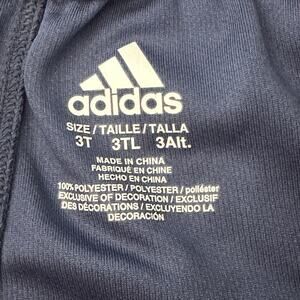 adidas
SIZE / TAILLE / TALLA
3T 3TL 3Alt.
MADE IN CHINA
FABRIQUÉ EN CHINE
HECHO EN CHINA
100% POLYESTER / POLYESTER / poliéster
EXCLUSIVE OF DECORATION / EXCLUSIF
DES DÉCORATIONS / EXCLUYENDO LA
DECORACIÓN